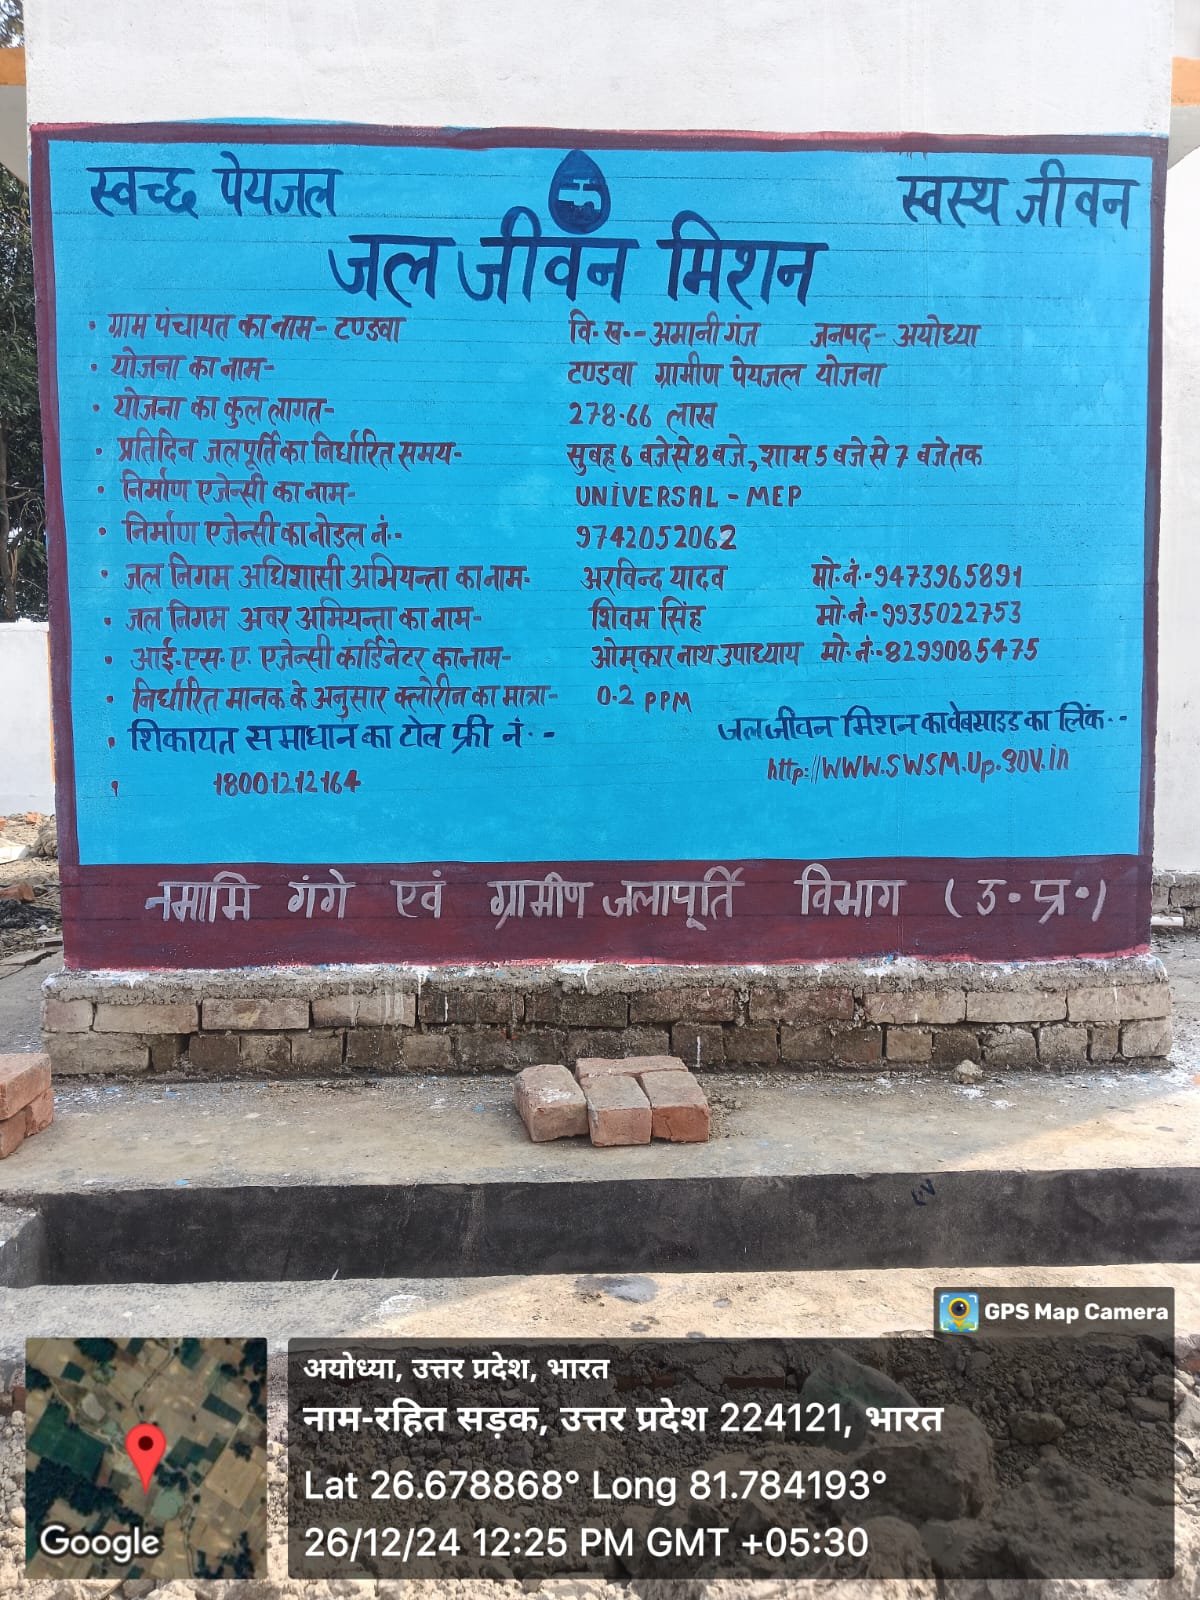 स्वच्छ पेयजल स्वस्थ जीवन
जल जीवन मिशन
• ग्राम पंचायत का नाम- टण्डवा वि.ख.-अमानीगंज जनपद- अयोध्या
• योजना का नाम- टण्डवा ग्रामीण पेयजल योजना
• योजना का कुल लागत- 278.66 लाख
• प्रतिदिन जलपूर्ति का निर्धारित समय- सुबह 6 बजे से 8 बजे, शाम 5 बजे से 7 बजे तक
• निर्माण एजेन्सी का नाम- UNIVERSAL - MEP
• निर्माण एजेन्सी का नोडल नं.- 9742052062
• जल निगम अधिशासी अभियन्ता का नाम- अरविन्द यादव मो.नं.-9473965891
• जल निगम अवर अभियन्ता का नाम- शिवम सिंह मो.नं.-9935022753
• आई.एस.ए. एजेन्सी कार्डिनेटर का नाम- ओमकार नाथ उपाध्याय मो.नं.-8299085475
• निर्धारित मानक के अनुसार क्लोरीन का मात्रा- 0.2 PPM
• शिकायत समाधान का टोल फ्री नं.- जल जीवन मिशन का वेबसाइड का लिंक.-
• 18001212164 http://WWW.SWSM.Up.gov.in
नमामि गंगे एवं ग्रामीण जलापूर्ति विभाग (उ.प्र.)
GPS Map Camera
अयोध्या, उत्तर प्रदेश, भारत
नाम-रहित सड़क, उत्तर प्रदेश 224121, भारत
Lat 26.678868° Long 81.784193°
26/12/24 12:25 PM GMT +05:30
Google